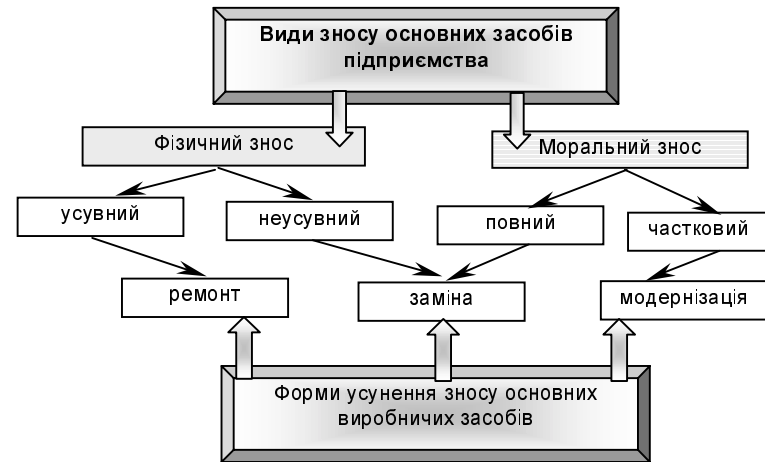 Види зносу основних засобів
підприємства
Фізичний знос
Моральний знос
усувний
неусувний
повний
частковий
ремонт
заміна
модернізація
Форми усунення зносу основних
виробничих засобів